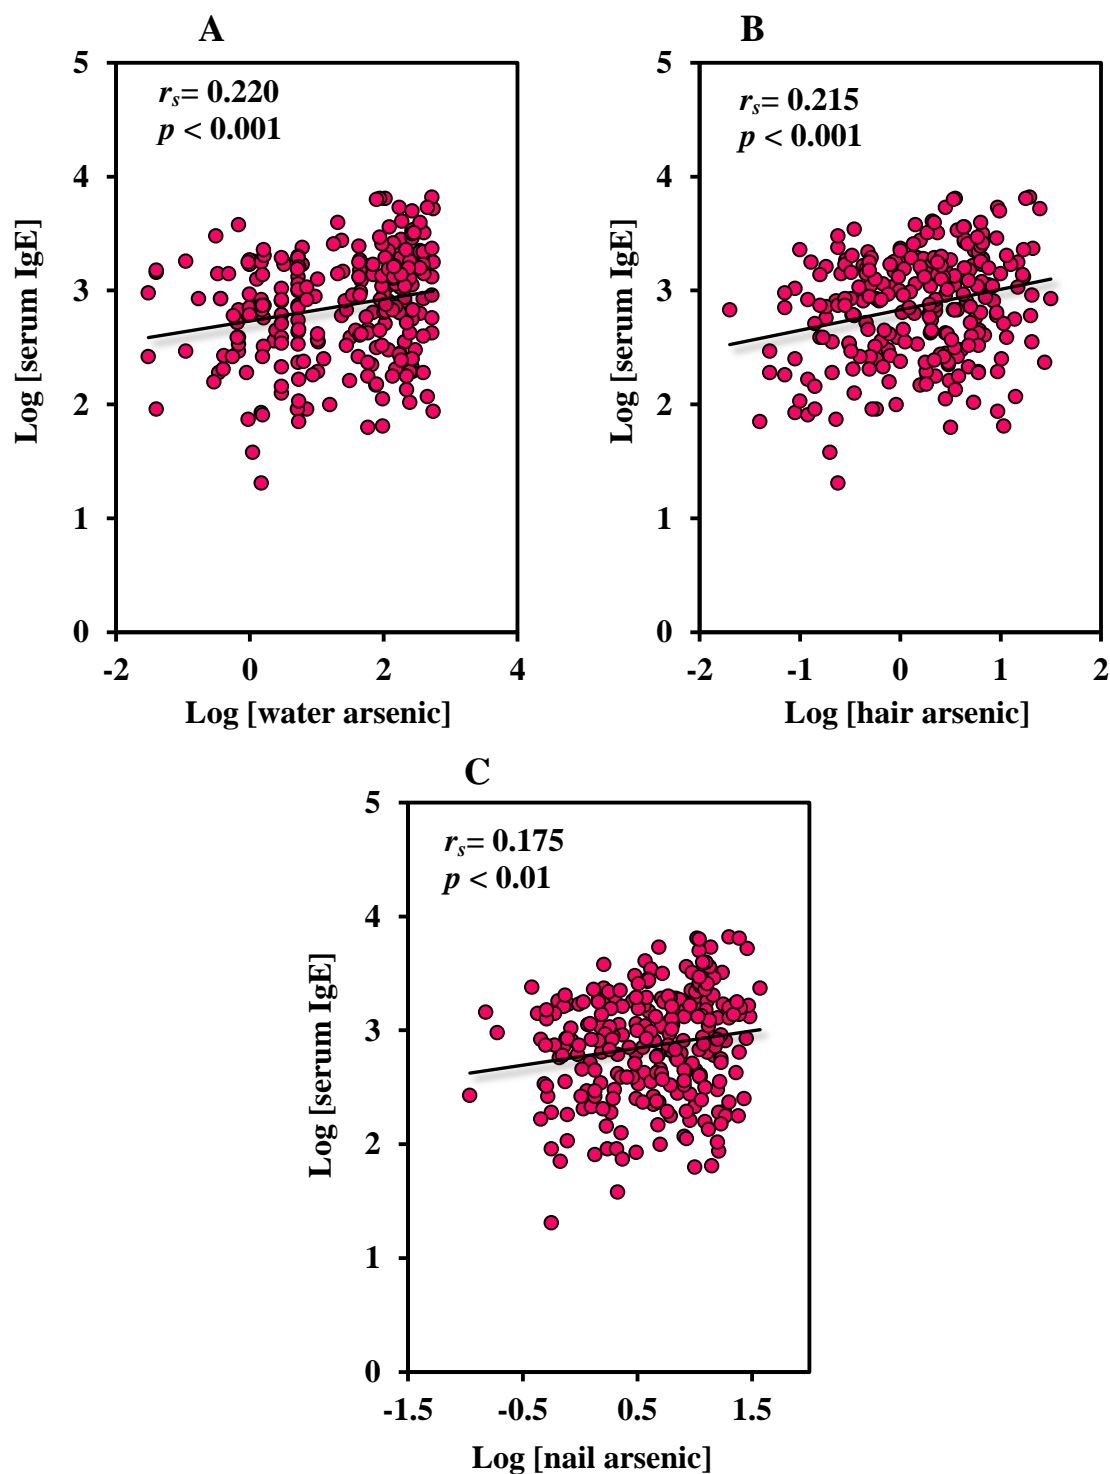 A
r_s= 0.220
p < 0.001
5
4
3
2
1
0
Log [serum IgE]
-2 0 2 4
Log [water arsenic]
B
r_s= 0.215
p < 0.001
5
4
3
2
1
0
Log [serum IgE]
-2 -1 0 1 2
Log [hair arsenic]
C
r_s= 0.175
p < 0.01
5
4
3
2
1
0
Log [serum IgE]
-1.5 -0.5 0.5 1.5
Log [nail arsenic]